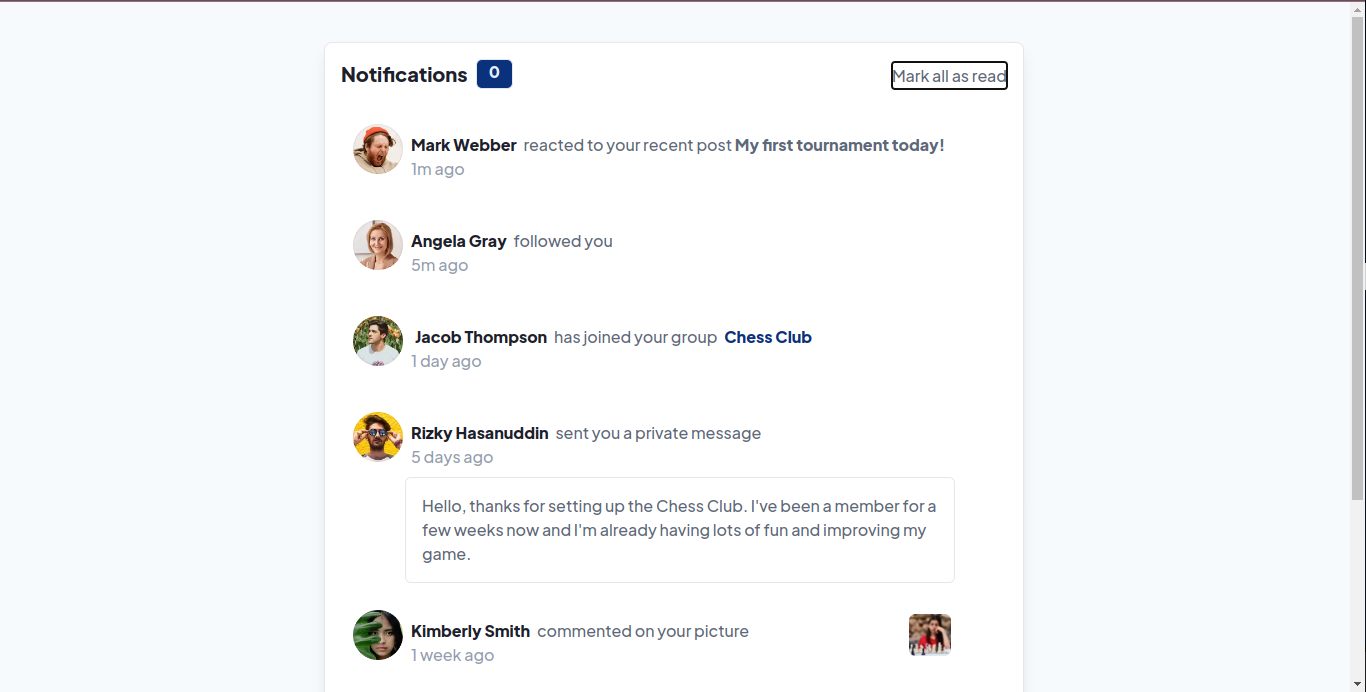 Notifications 0 Mark all as read
Mark Webber reacted to your recent post My first tournament today!
1m ago
Angela Gray followed you
5m ago
Jacob Thompson has joined your group Chess Club
1 day ago
Rizky Hasanuddin sent you a private message
5 days ago
Hello, thanks for setting up the Chess Club. I've been a member for a
few weeks now and I'm already having lots of fun and improving my
game.
Kimberly Smith commented on your picture
1 week ago